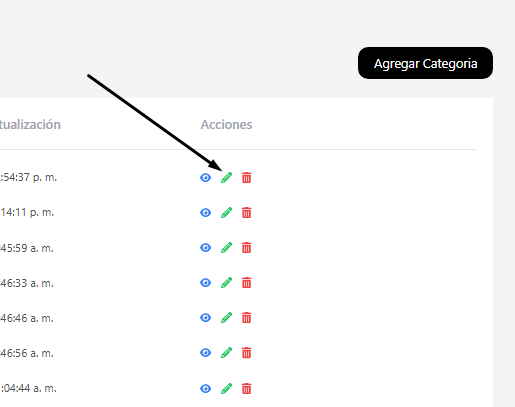 Agregar Categoria
tualización Acciones
:54:37 p. m.
14:11 p. m.
45:59 a. m.
46:33 a. m.
46:46 a. m.
46:56 a. m.
:04:44 a. m.